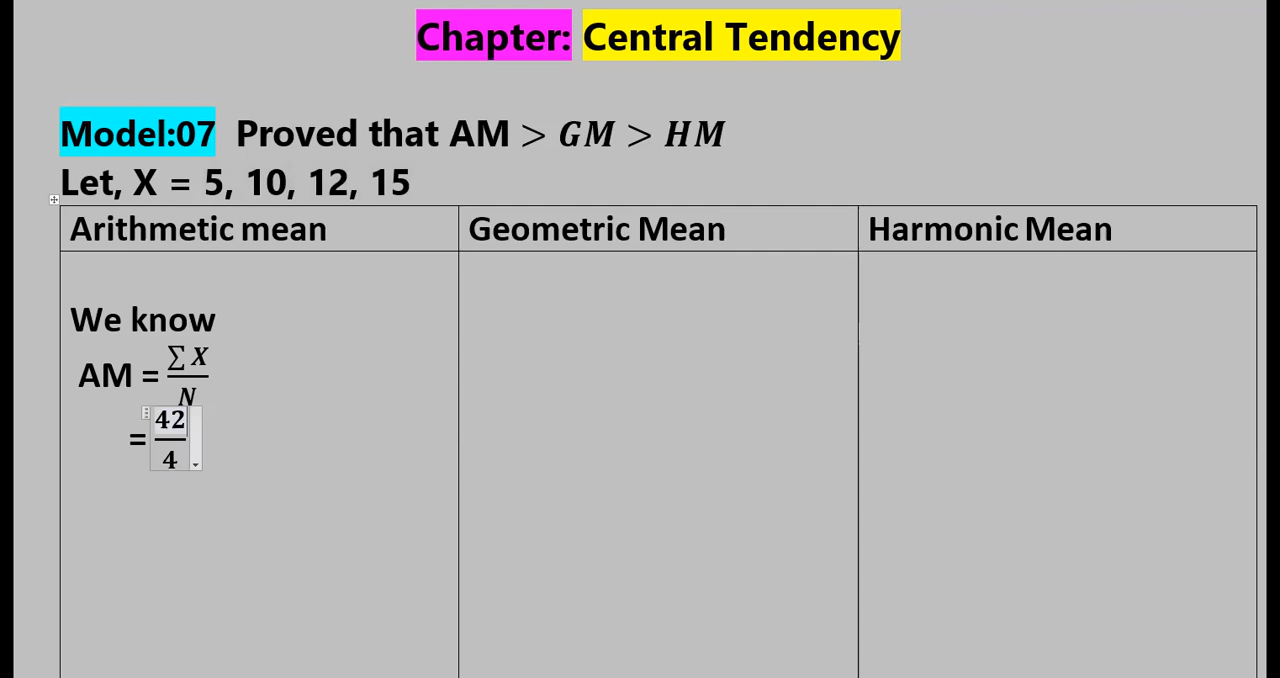 Chapter: Central Tendency
Model:07 Proved that AM > GM > HM
Let, X = 5, 10, 12, 15
Arithmetic mean Geometric Mean Harmonic Mean
We know
AM = ∑ X / N
= 42 / 4